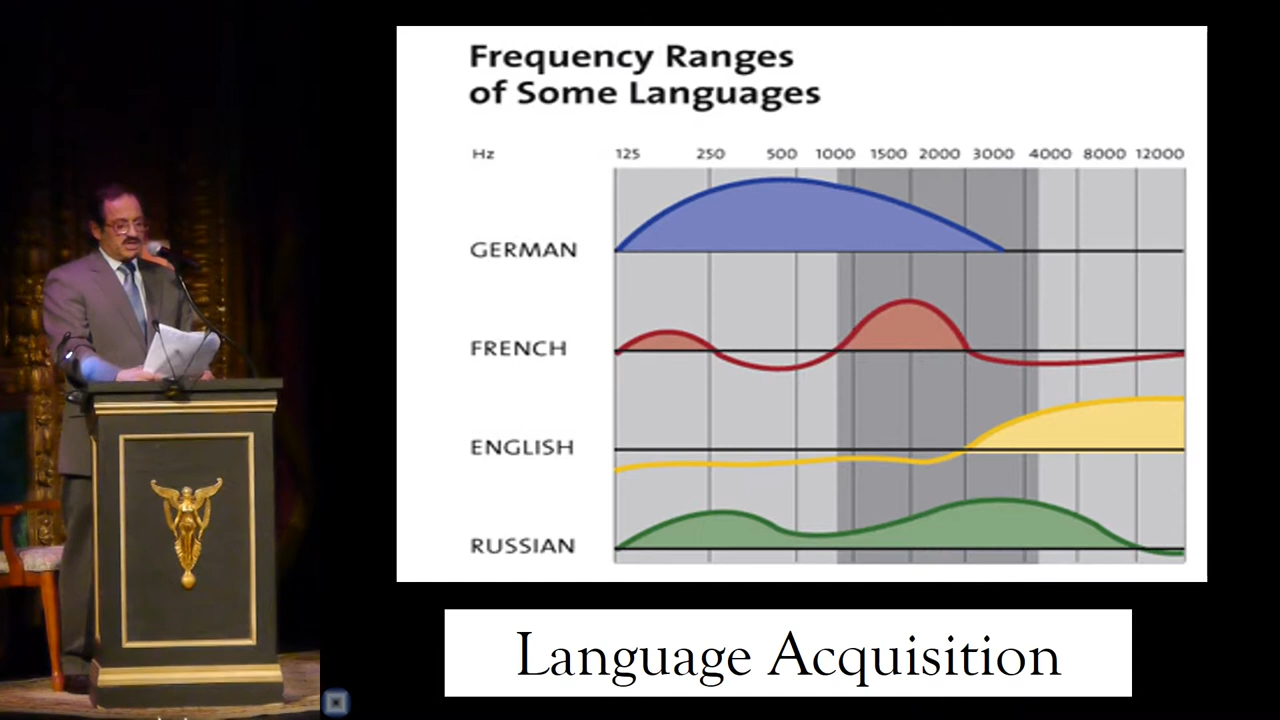 Frequency Ranges
of Some Languages
Hz 125 250 500 1000 1500 2000 3000 4000 8000 12000
GERMAN
FRENCH
ENGLISH
RUSSIAN
Language Acquisition